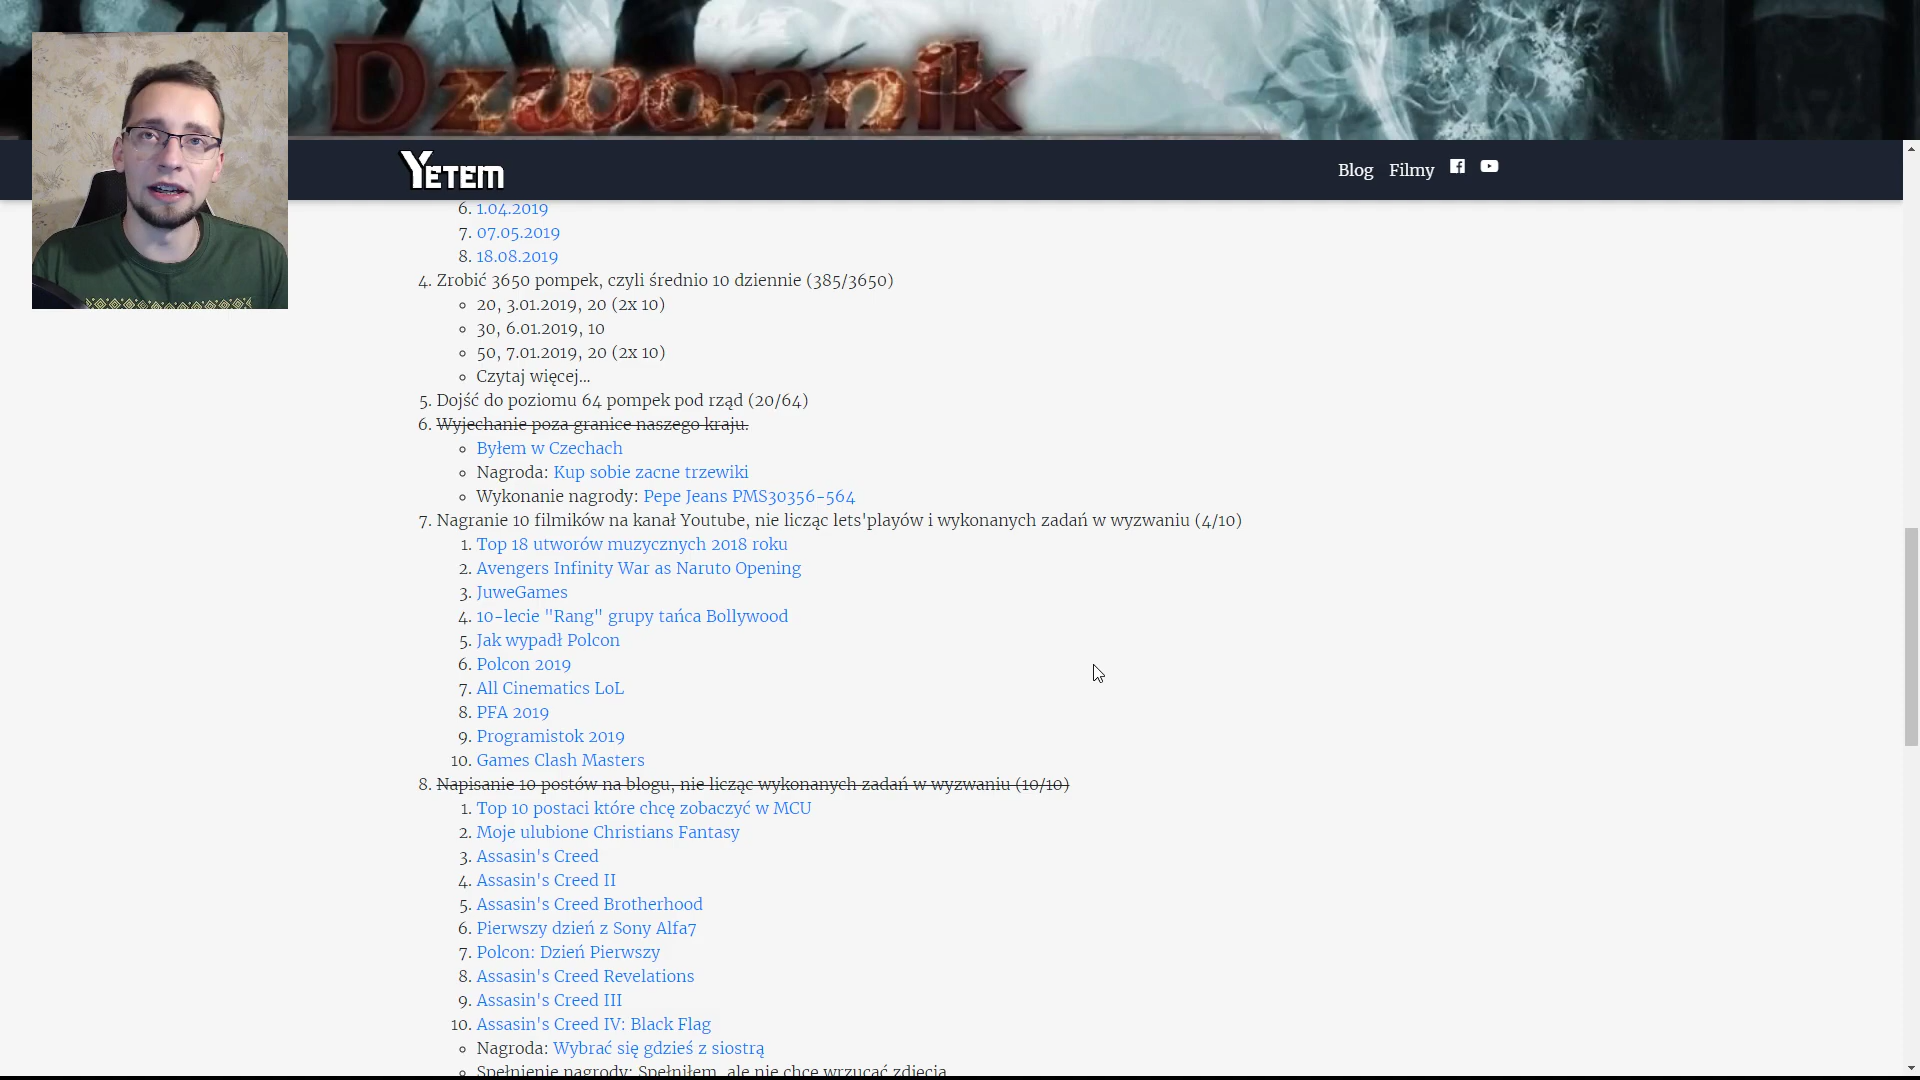 Dzwonnik
YETEM
Blog Filmy
6. 1.04.2019
7. 07.05.2019
8. 18.08.2019
4. Zrobić 3650 pompek, czyli średnio 10 dziennie (385/3650)
20, 3.01.2019, 20 (2x 10)
30, 6.01.2019, 10
50, 7.01.2019, 20 (2x 10)
Czytaj więcej...
5. Dojść do poziomu 64 pompek pod rząd (20/64)
6. Wyjechanie poza granice naszego kraju.
Byłem w Czechach
Nagroda: Kup sobie zacne trzewiki
Wykonanie nagrody: Pepe Jeans PMS30356-564
7. Nagranie 10 filmików na kanał Youtube, nie licząc lets'playów i wykonanych zadań w wyzwaniu (4/10)
1. Top 18 utworów muzycznych 2018 roku
2. Avengers Infinity War as Naruto Opening
3. JuweGames
4. 10-lecie "Rang" grupy tańca Bollywood
5. Jak wypadł Polcon
6. Polcon 2019
7. All Cinematics LoL
8. PFA 2019
9. Programistok 2019
10. Games Clash Masters
8. Napisanie 10 postów na blogu, nie licząc wykonanych zadań w wyzwaniu (10/10)
1. Top 10 postaci które chcę zobaczyć w MCU
2. Moje ulubione Christians Fantasy
3. Assasin's Creed
4. Assasin's Creed II
5. Assasin's Creed Brotherhood
6. Pierwszy dzień z Sony Alfa7
7. Polcon: Dzień Pierwszy
8. Assasin's Creed Revelations
9. Assasin's Creed III
10. Assasin's Creed IV: Black Flag
Nagroda: Wybrać się gdzieś z siostrą
Spełnienie nagrody: Spełniłem, ale nie chcę wrzucać zdjęcia